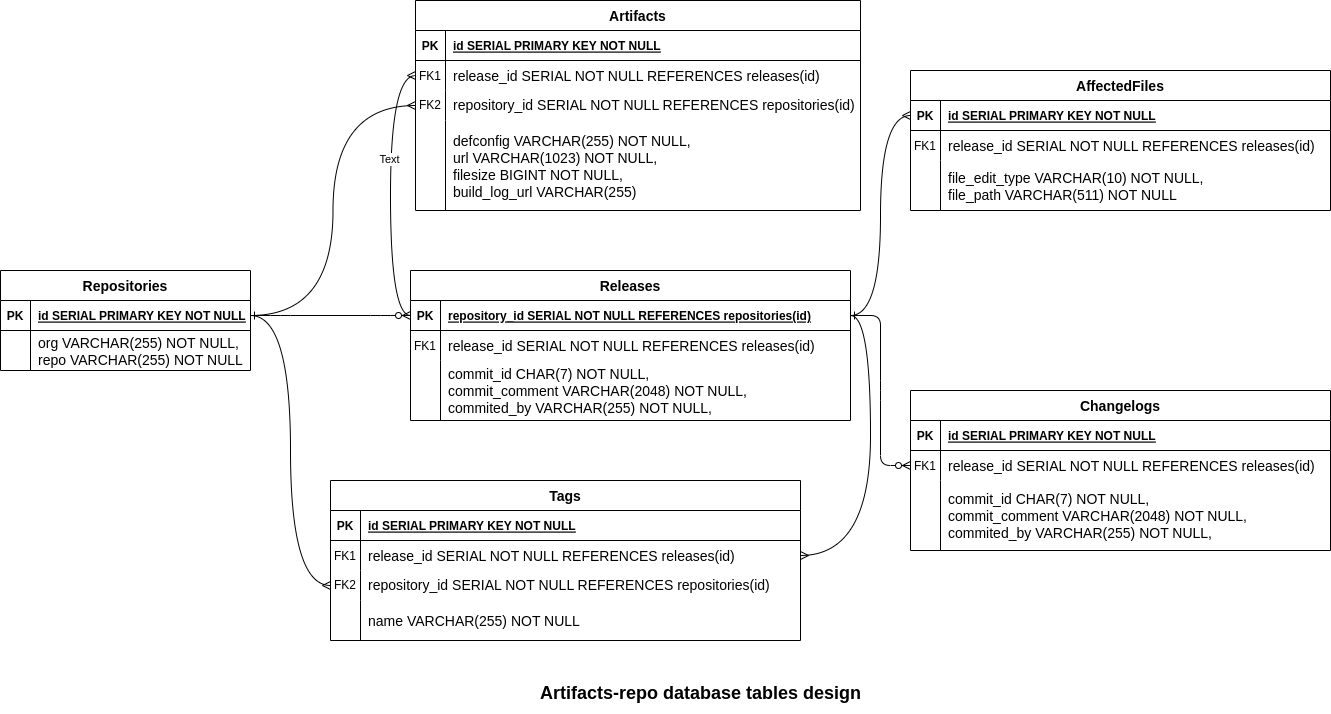 Artifacts
PK id SERIAL PRIMARY KEY NOT NULL
FK1 release_id SERIAL NOT NULL REFERENCES releases(id)
FK2 repository_id SERIAL NOT NULL REFERENCES repositories(id)
defconfig VARCHAR(255) NOT NULL,
url VARCHAR(1023) NOT NULL,
filesize BIGINT NOT NULL,
build_log_url VARCHAR(255)
Text
AffectedFiles
PK id SERIAL PRIMARY KEY NOT NULL
FK1 release_id SERIAL NOT NULL REFERENCES releases(id)
file_edit_type VARCHAR(10) NOT NULL,
file_path VARCHAR(511) NOT NULL
Repositories
PK id SERIAL PRIMARY KEY NOT NULL
org VARCHAR(255) NOT NULL,
repo VARCHAR(255) NOT NULL
Releases
PK repository_id SERIAL NOT NULL REFERENCES repositories(id)
FK1 release_id SERIAL NOT NULL REFERENCES releases(id)
commit_id CHAR(7) NOT NULL,
commit_comment VARCHAR(2048) NOT NULL,
commited_by VARCHAR(255) NOT NULL,
Changelogs
PK id SERIAL PRIMARY KEY NOT NULL
FK1 release_id SERIAL NOT NULL REFERENCES releases(id)
commit_id CHAR(7) NOT NULL,
commit_comment VARCHAR(2048) NOT NULL,
commited_by VARCHAR(255) NOT NULL,
Tags
PK id SERIAL PRIMARY KEY NOT NULL
FK1 release_id SERIAL NOT NULL REFERENCES releases(id)
FK2 repository_id SERIAL NOT NULL REFERENCES repositories(id)
name VARCHAR(255) NOT NULL
Artifacts-repo database tables design